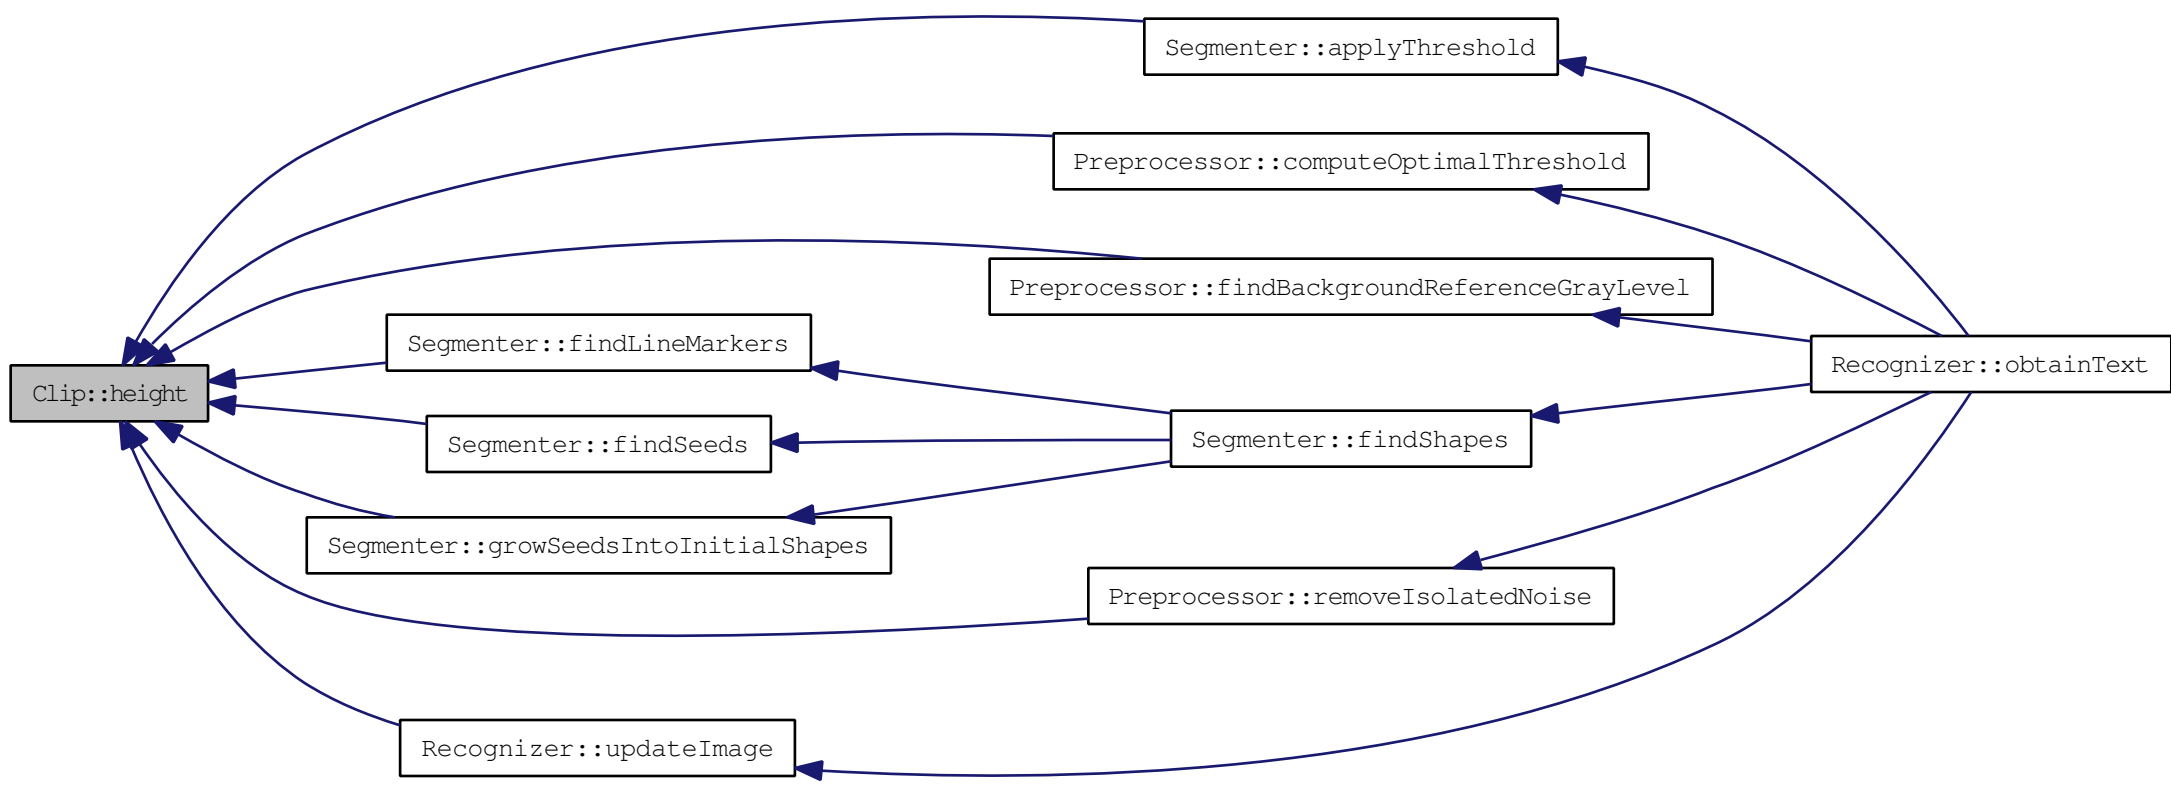 Segmenter::applyThreshold
Preprocessor::computeOptimalThreshold
Preprocessor::findBackgroundReferenceGrayLevel
Segmenter::findLineMarkers
Recognizer::obtainText
Clip::height
Segmenter::findSeeds
Segmenter::findShapes
Segmenter::growSeedsIntoInitialShapes
Preprocessor::removeIsolatedNoise
Recognizer::updateImage